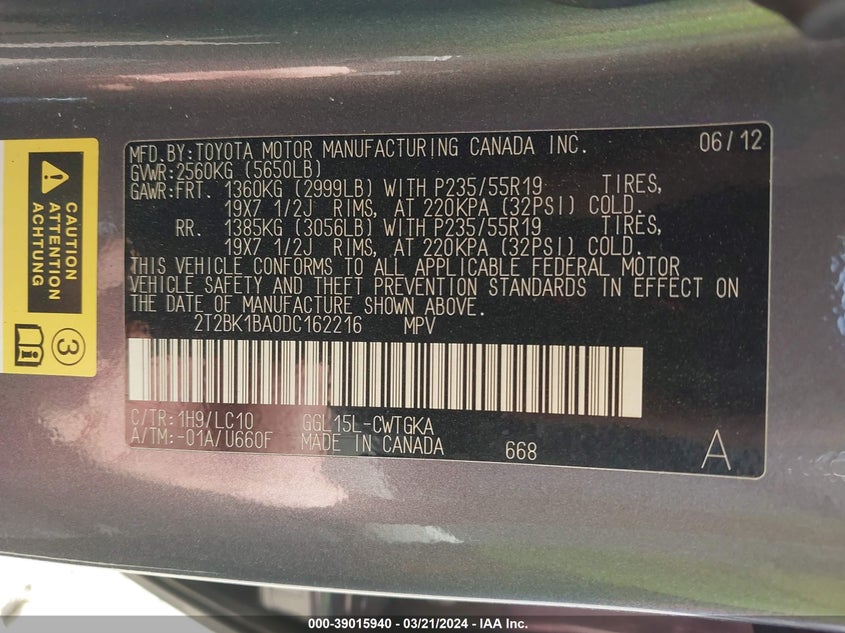 MFD.BY:TOYOTA MOTOR MANUFACTURING CANADA INC. 06/12
GVWR:2560KG (5650LB)
GAWR:FRT. 1360KG (2999LB) WITH P235/55R19 TIRES,
19X7 1/2J RIMS, AT 220KPA (32PSI) COLD.
RR. 1385KG (3056LB) WITH P235/55R19 TIRES,
19X7 1/2J RIMS, AT 220KPA (32PSI) COLD.
THIS VEHICLE CONFORMS TO ALL APPLICABLE FEDERAL MOTOR
VEHICLE SAFETY AND THEFT PREVENTION STANDARDS IN EFFECT ON
THE DATE OF MANUFACTURE SHOWN ABOVE.
2T2BK1BA0DC162216 MPV
C/TR:1H9/LC10 GGL15L-CWTGKA
A/TM:-01A/U660F MADE IN CANADA 668 A
CAUTION
ATTENTION
ACHTUNG
3
000-39015940 - 03/21/2024 - IAA Inc.